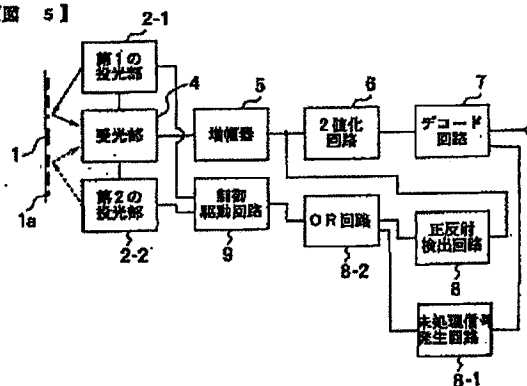 【図 5】
2-1
第1の
投光部
4
5
6
7
受光部
増幅器
2値化
回路
デコード
回路
1
1a
第2の
投光部
2-2
制御
駆動回路
9
OR回路
8-2
正反射
検出回路
8
未処理信号
発生回路
8-1